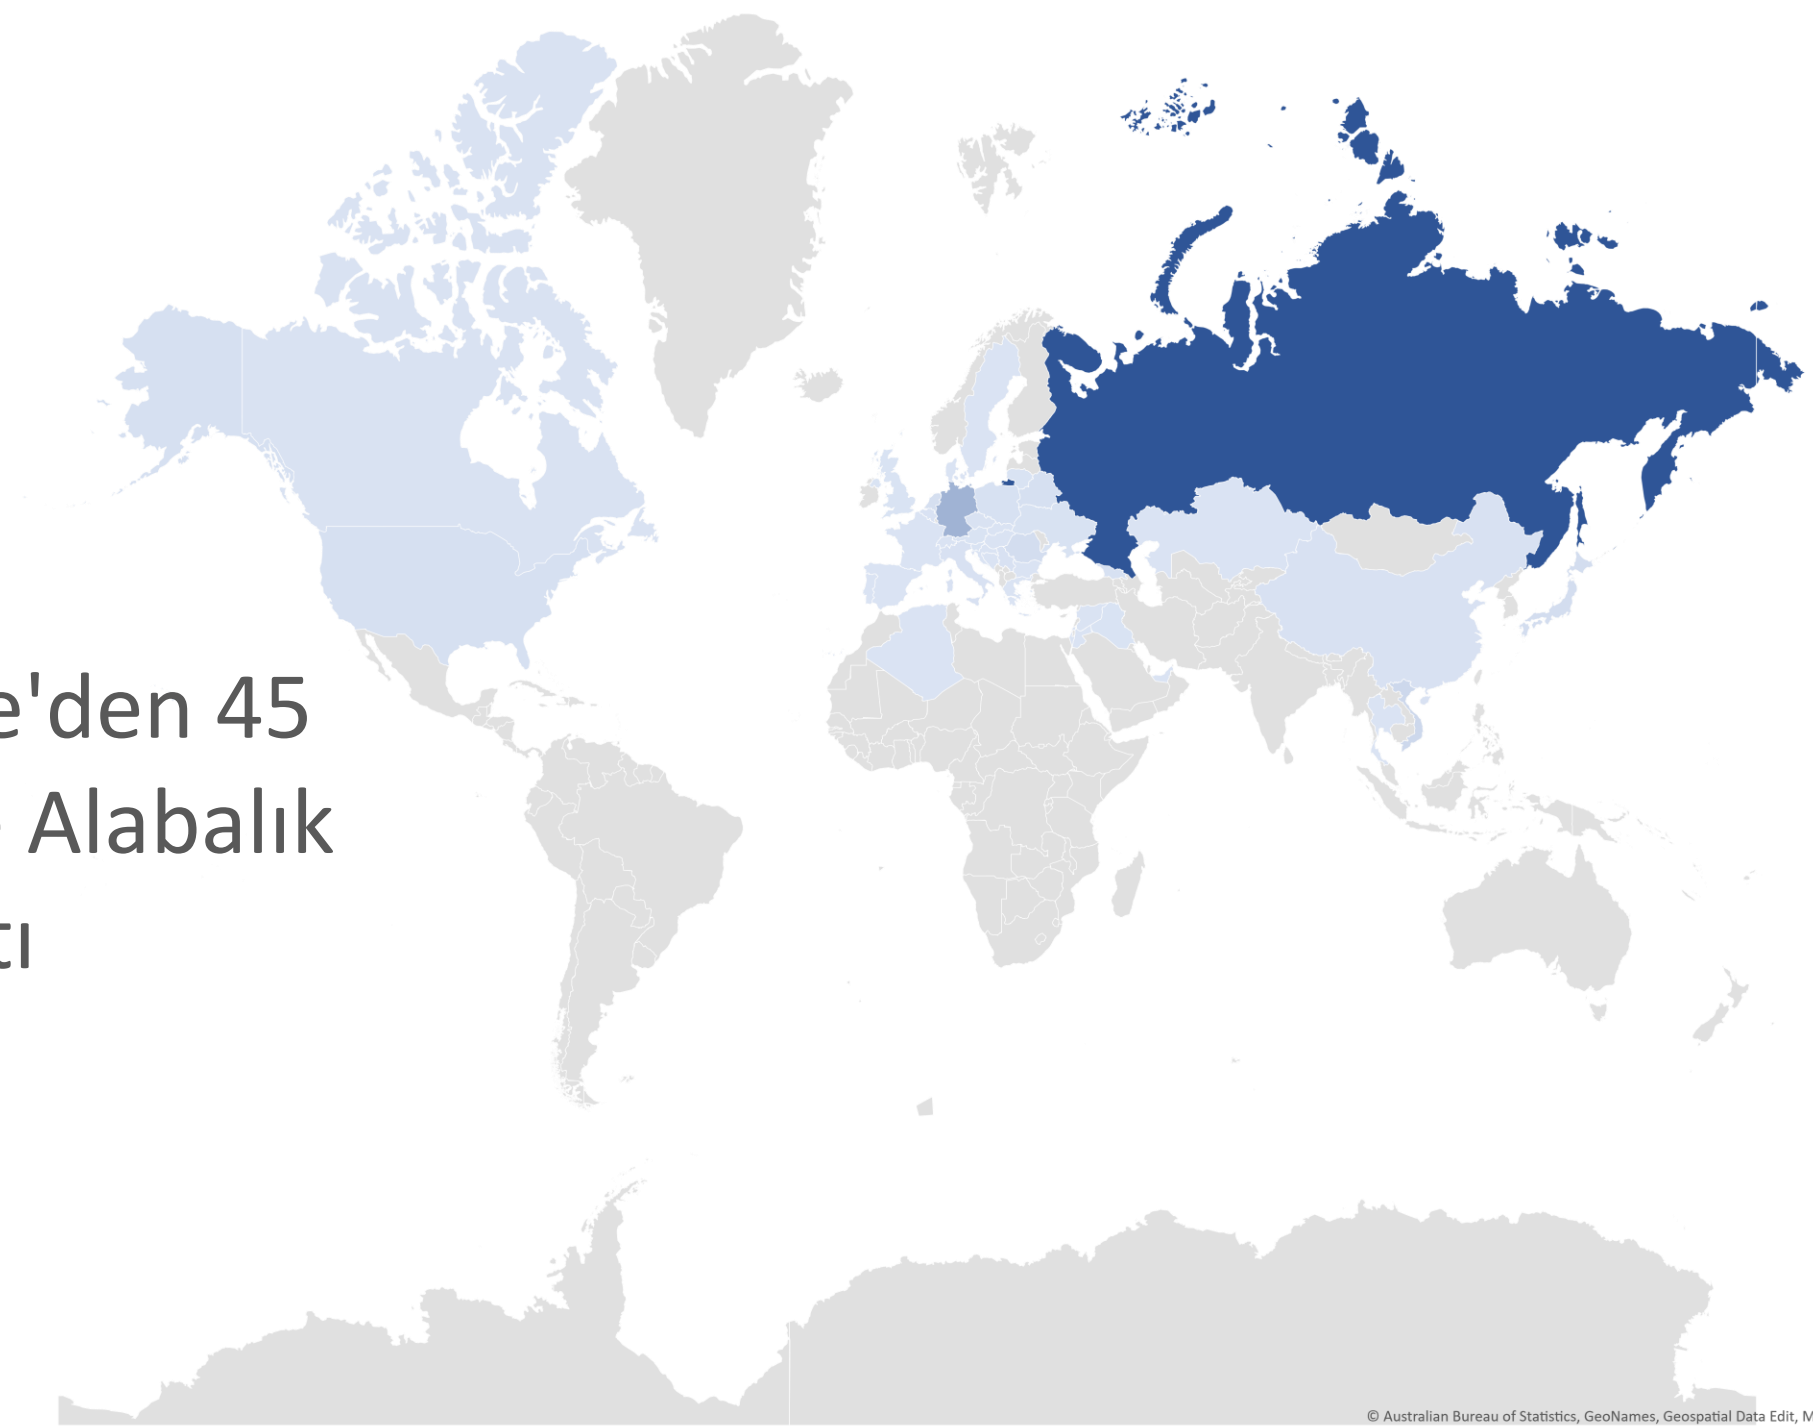 e'den 45
Alabalık
tı
© Australian Bureau of Statistics, GeoNames, Geospatial Data Edit, M